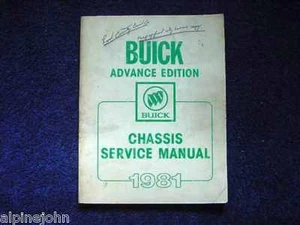 BUICK
ADVANCE EDITION
BUICK
CHASSIS
SERVICE MANUAL
1981
alpinejohn